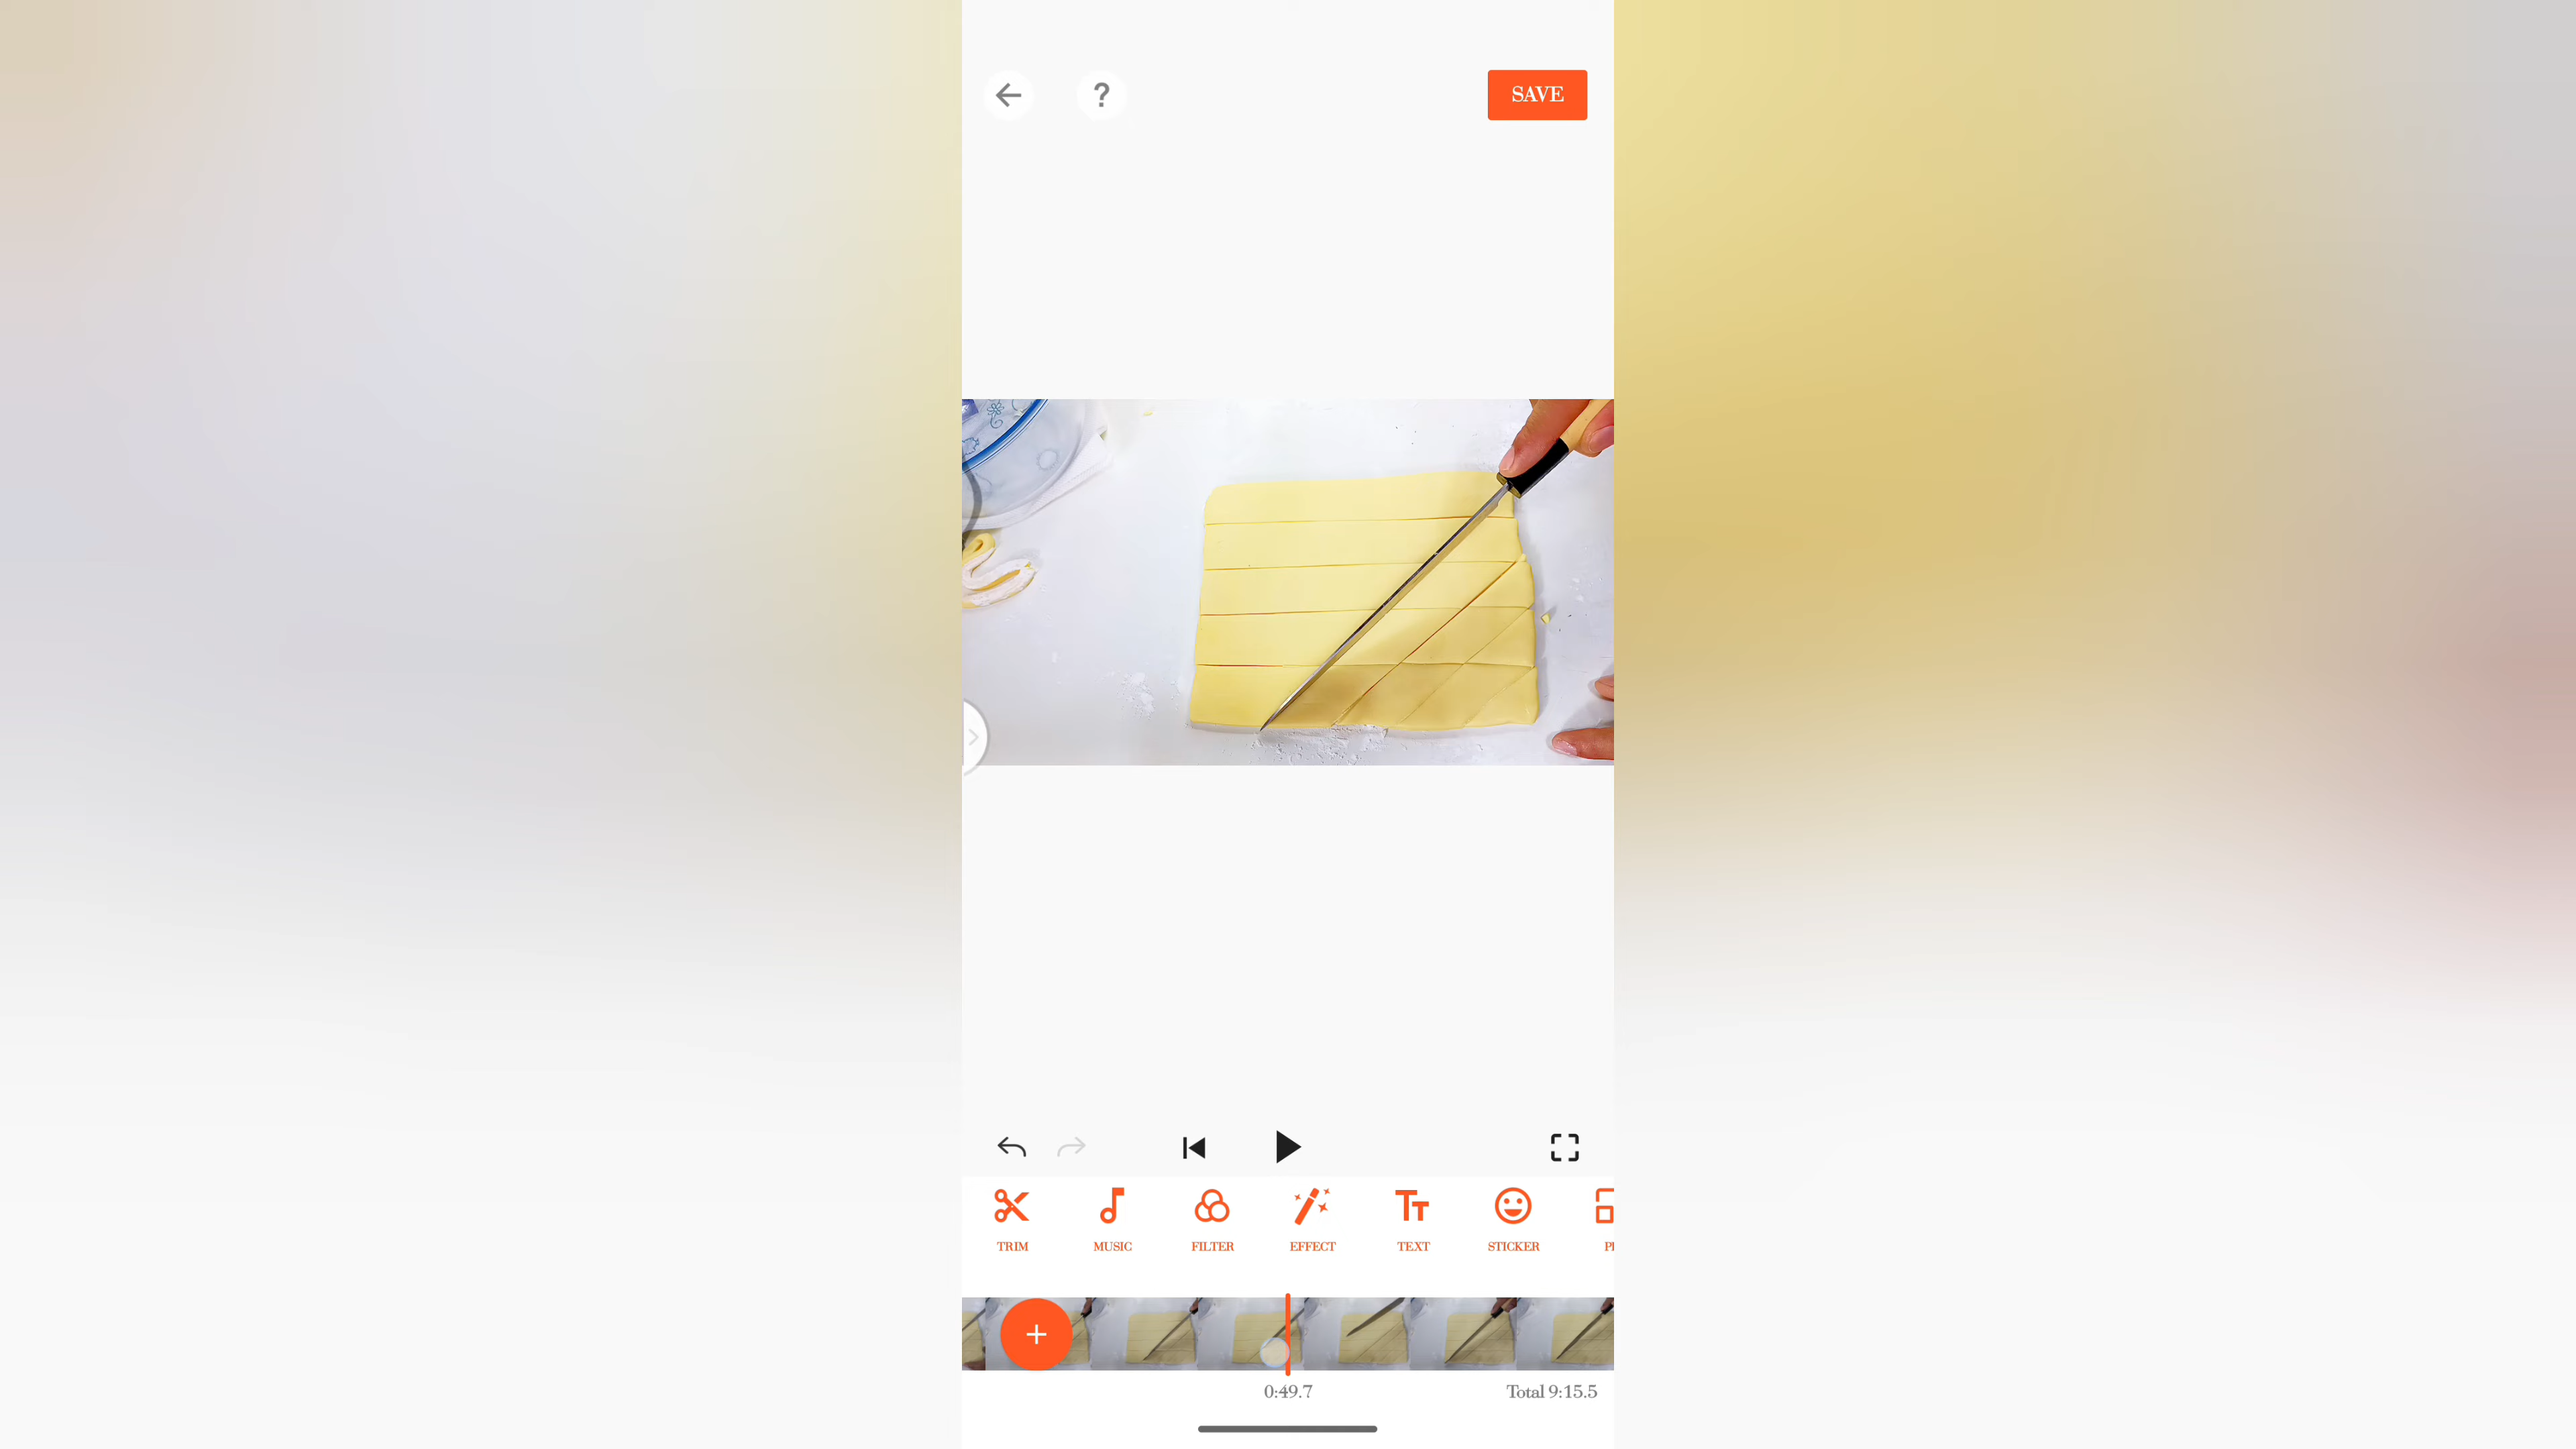 ?
SAVE
TRIM
MUSIC
FILTER
EFFECT
TEXT
STICKER
0:49.7
Total 9:15.5